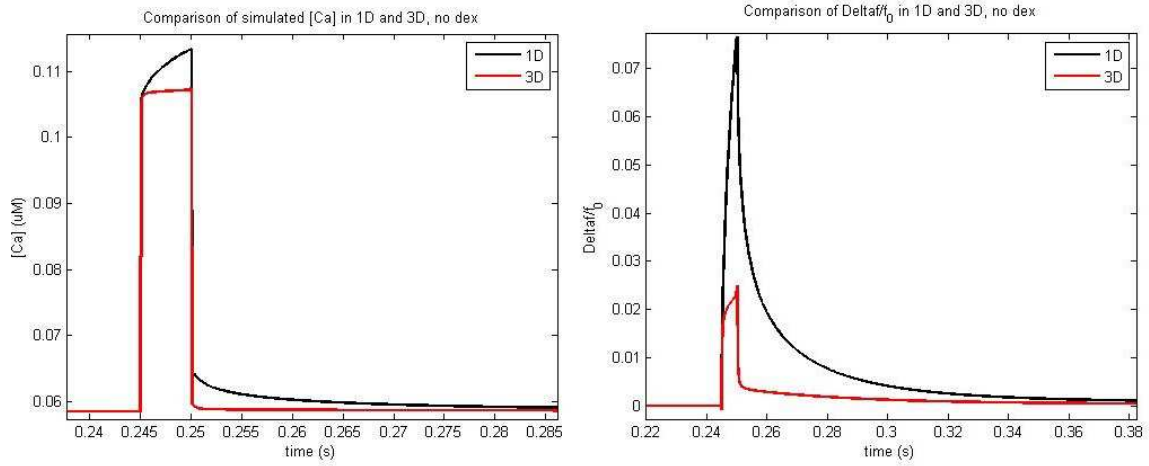 Comparison of simulated [Ca] in 1D and 3D, no dex
1D
3D
0.11
0.1
0.09
0.08
0.07
0.06
[Ca] (uM)
0.24 0.245 0.25 0.255 0.26 0.265 0.27 0.275 0.28 0.285
time (s)
Comparison of Deltaf/f0 in 1D and 3D, no dex
1D
3D
0.07
0.06
0.05
0.04
0.03
0.02
0.01
0
Deltaf/f0
0.22 0.24 0.26 0.28 0.3 0.32 0.34 0.36 0.38
time (s)